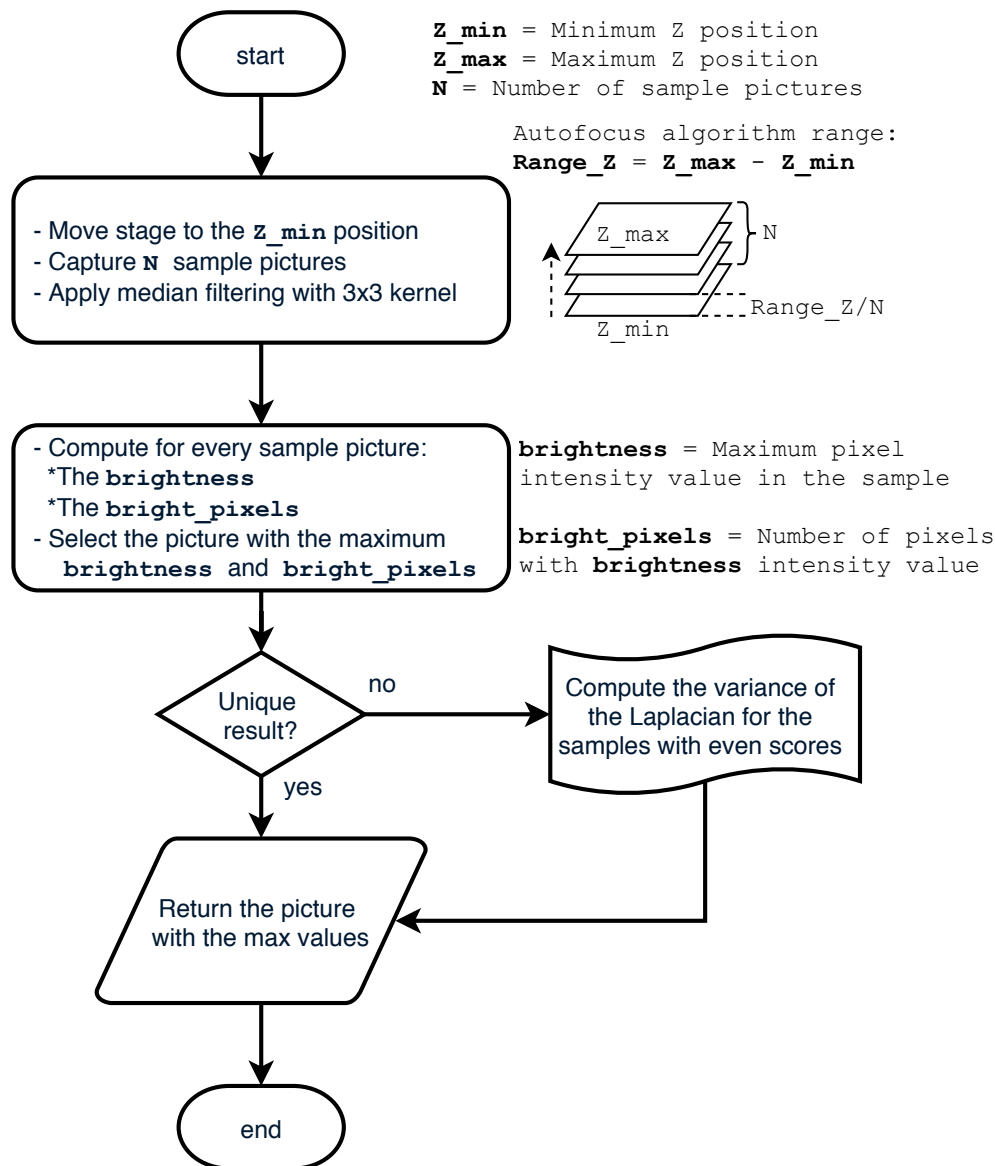 start
Z_min = Minimum Z position
Z_max = Maximum Z position
N = Number of sample pictures
Autofocus algorithm range:
Range_Z = Z_max - Z_min
- Move stage to the Z_min position
- Capture N sample pictures
- Apply median filtering with 3x3 kernel
Z_max
N
Range_Z/N
Z_min
- Compute for every sample picture:
*The brightness
*The bright_pixels
- Select the picture with the maximum
brightness and bright_pixels
brightness = Maximum pixel
intensity value in the sample
bright_pixels = Number of pixels
with brightness intensity value
Unique
result?
no
yes
Compute the variance of
the Laplacian for the
samples with even scores
Return the picture
with the max values
end